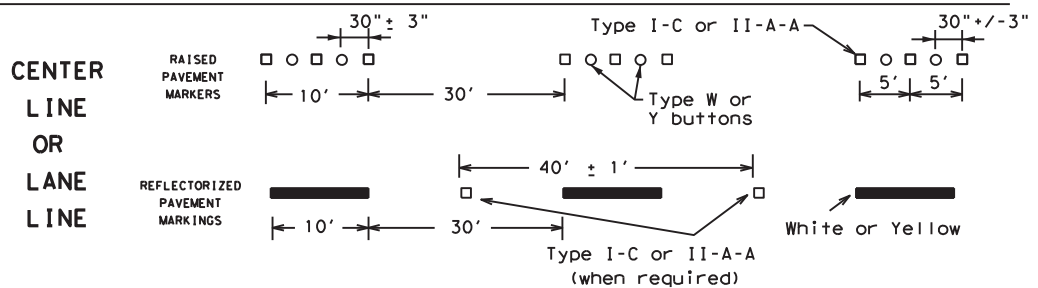 CENTER
LINE
OR
LANE
LINE
RAISED
PAVEMENT
MARKERS
30" ± 3"
10'
30'
Type I-C or II-A-A
Type W or
Y buttons
30"+/-3"
5'
5'
REFLECTORIZED
PAVEMENT
MARKINGS
40' ± 1'
10'
30'
Type I-C or II-A-A
(when required)
White or Yellow